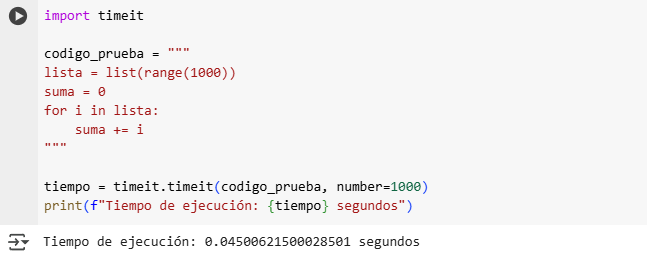 import timeit

codigo_prueba = """
lista = list(range(1000))
suma = 0
for i in lista:
    suma += i
"""

tiempo = timeit.timeit(codigo_prueba, number=1000)
print(f"Tiempo de ejecución: {tiempo} segundos")
Tiempo de ejecución: 0.04500621500028501 segundos